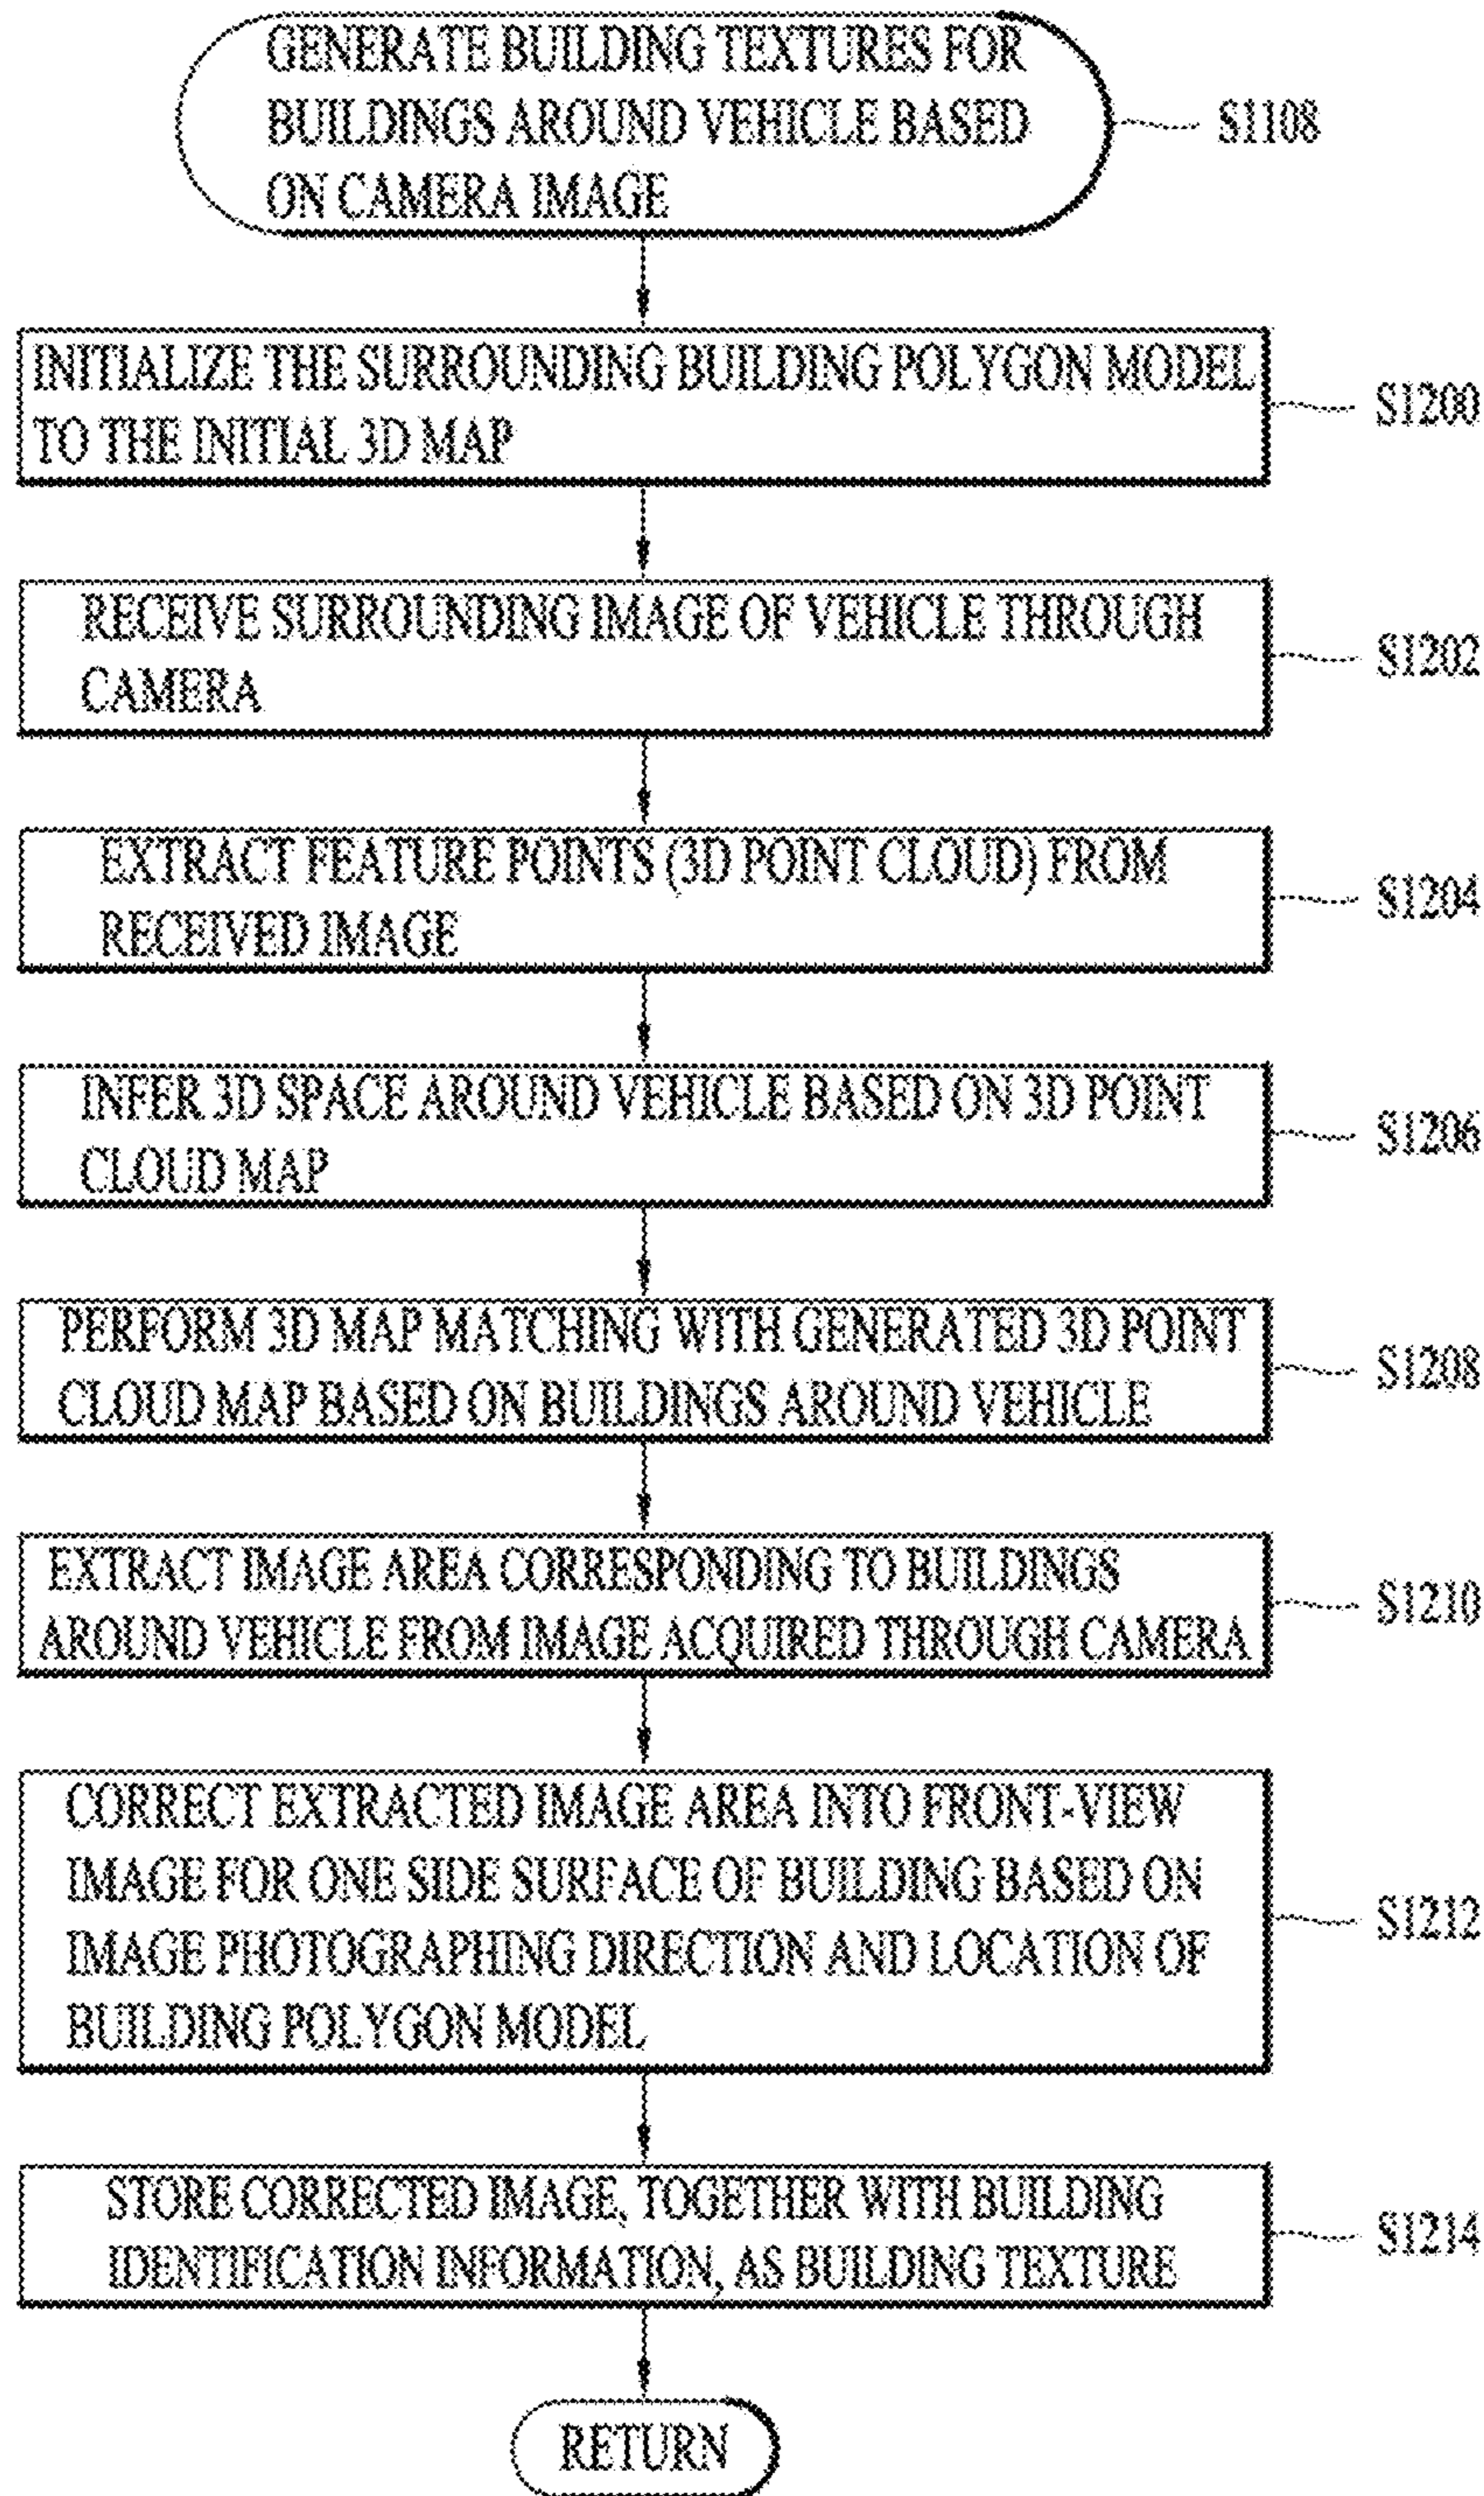 GENERATE BUILDING TEXTURES FOR
BUILDINGS AROUND VEHICLE BASED
ON CAMERA IMAGE
S1108
INITIALIZE THE SURROUNDING BUILDING POLYGON MODEL
TO THE INITIAL 3D MAP
S1200
RECEIVE SURROUNDING IMAGE OF VEHICLE THROUGH
CAMERA
S1202
EXTRACT FEATURE POINTS (3D POINT CLOUD) FROM
RECEIVED IMAGE
S1204
INFER 3D SPACE AROUND VEHICLE BASED ON 3D POINT
CLOUD MAP
S1206
PERFORM 3D MAP MATCHING WITH GENERATED 3D POINT
CLOUD MAP BASED ON BUILDINGS AROUND VEHICLE
S1208
EXTRACT IMAGE AREA CORRESPONDING TO BUILDINGS
AROUND VEHICLE FROM IMAGE ACQUIRED THROUGH CAMERA
S1210
CORRECT EXTRACTED IMAGE AREA INTO FRONT-VIEW
IMAGE FOR ONE SIDE SURFACE OF BUILDING BASED ON
IMAGE PHOTOGRAPHING DIRECTION AND LOCATION OF
BUILDING POLYGON MODEL
S1212
STORE CORRECTED IMAGE, TOGETHER WITH BUILDING
IDENTIFICATION INFORMATION, AS BUILDING TEXTURE
S1214
RETURN